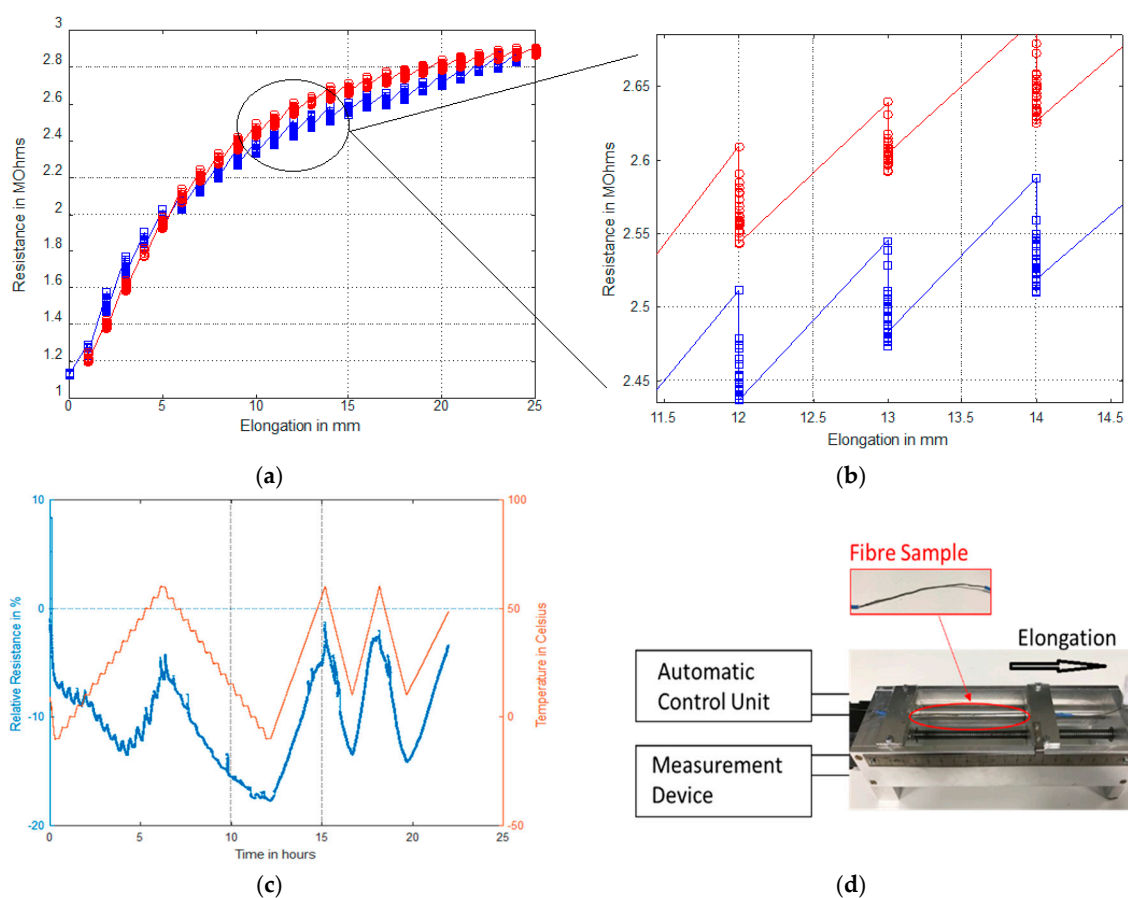 3
2.8
2.6
2.4
2.2
2
1.8
1.6
1.4
1.2
1
0 5 10 15 20 25
Resistance in MOhms
Elongation in mm
(a)
2.65
2.6
2.55
2.5
2.45
11.5 12 12.5 13 13.5 14 14.5
Resistance in MOhms
Elongation in mm
(b)
10
0
-10
-20
Relative Resistance in %
100
50
0
-50
Temperature in Celsius
0 5 10 15 20 25
Time in hours
(c)
Fibre Sample
Elongation
Automatic
Control Unit
Measurement
Device
(d)